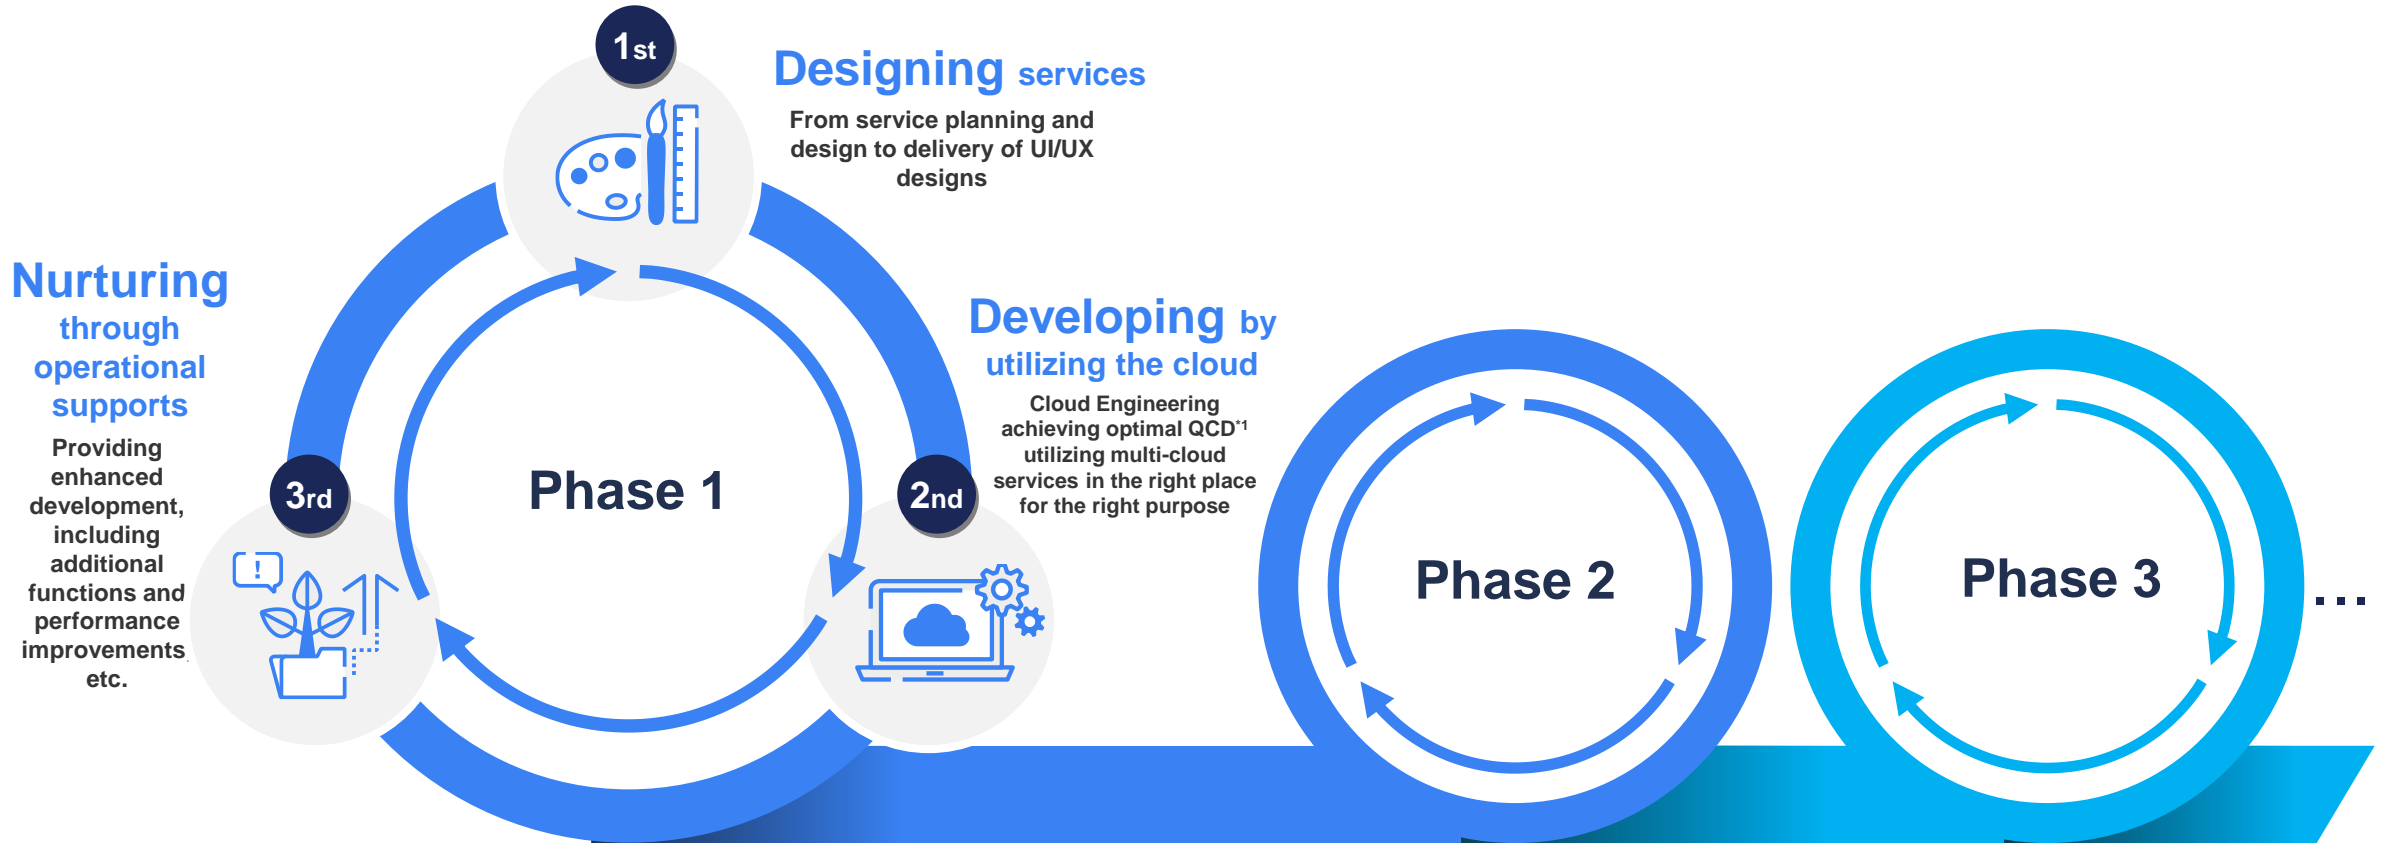 1st
Designing services
From service planning and
design to delivery of UI/UX
designs
Nurturing
through
operational
supports
Providing
enhanced
development,
including
additional
functions and
performance
improvements,
etc.
3rd
!
Phase 1
Developing by
utilizing the cloud
Cloud Engineering
achieving optimal QCD*1
utilizing multi-cloud
services in the right place
for the right purpose
2nd
Phase 2
Phase 3
...